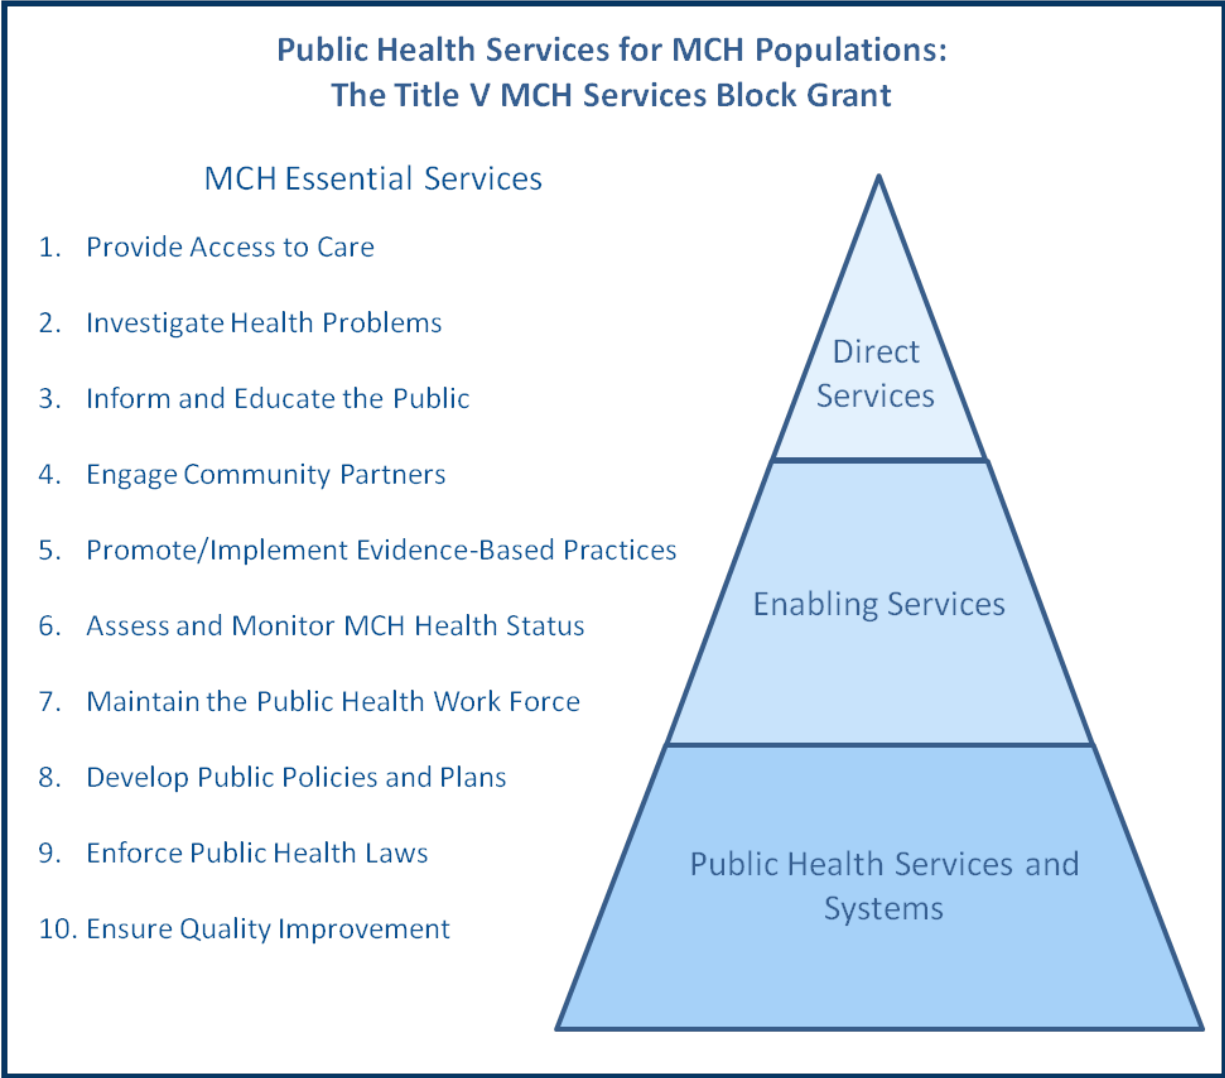 Public Health Services for MCH Populations:
The Title V MCH Services Block Grant
MCH Essential Services
1. Provide Access to Care
2. Investigate Health Problems
3. Inform and Educate the Public
4. Engage Community Partners
5. Promote/Implement Evidence-Based Practices
6. Assess and Monitor MCH Health Status
7. Maintain the Public Health Work Force
8. Develop Public Policies and Plans
9. Enforce Public Health Laws
10. Ensure Quality Improvement
Direct
Services
Enabling Services
Public Health Services and
Systems